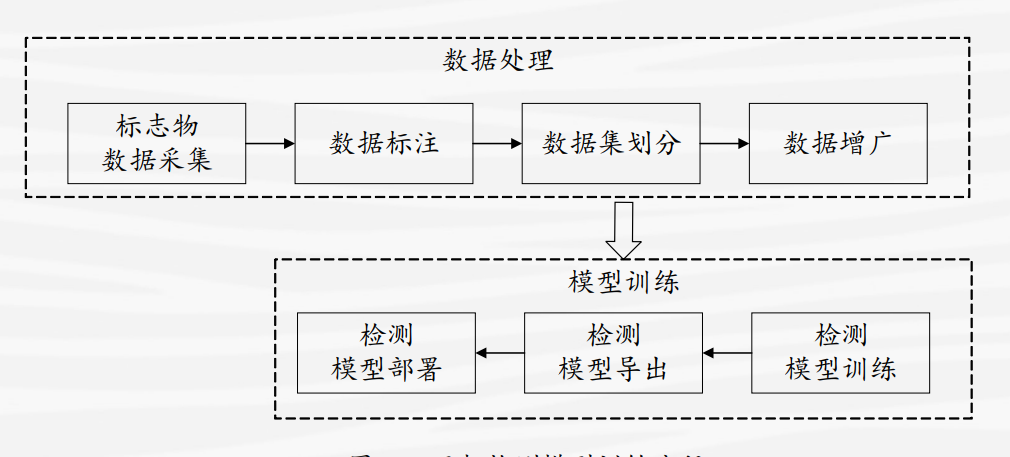 数据处理
标志物
数据采集
数据标注
数据集划分
数据增广
模型训练
检测
模型部署
检测
模型导出
检测
模型训练